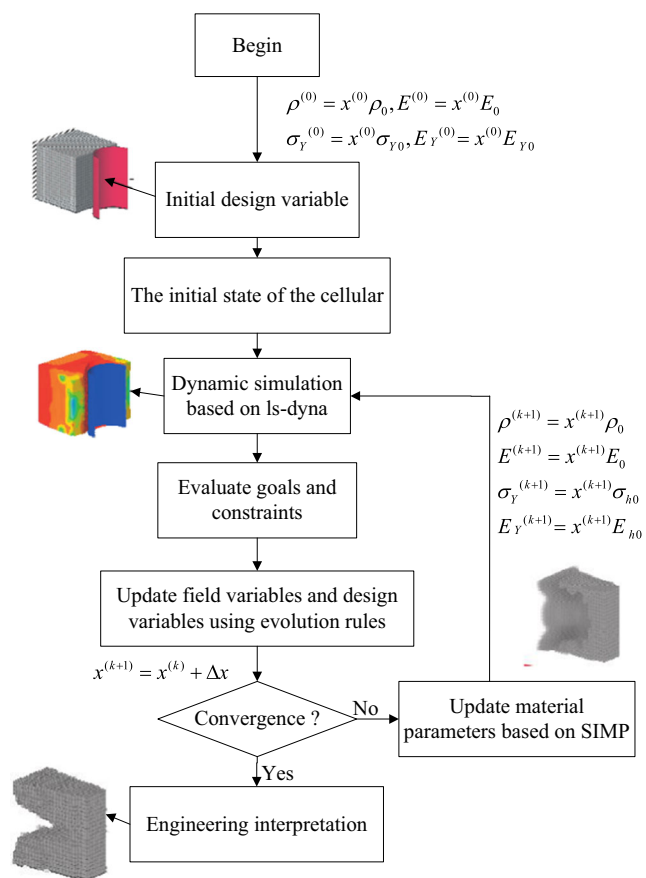 Begin
ρ^(0) = x^(0)ρ_0, E^(0) = x^(0)E_0
σ_Y^(0) = x^(0)σ_Y0, E_Y^(0) = x^(0)E_Y0
Initial design variable
The initial state of the cellular
Dynamic simulation
based on ls-dyna
ρ^(k+1) = x^(k+1)ρ_0
E^(k+1) = x^(k+1)E_0
σ_Y^(k+1) = x^(k+1)σ_h0
E_Y^(k+1) = x^(k+1)E_h0
Evaluate goals and
constraints
Update field variables and design
variables using evolution rules
x^(k+1) = x^(k) + Δx
Convergence ?
No
Update material
parameters based on SIMP
Yes
Engineering interpretation